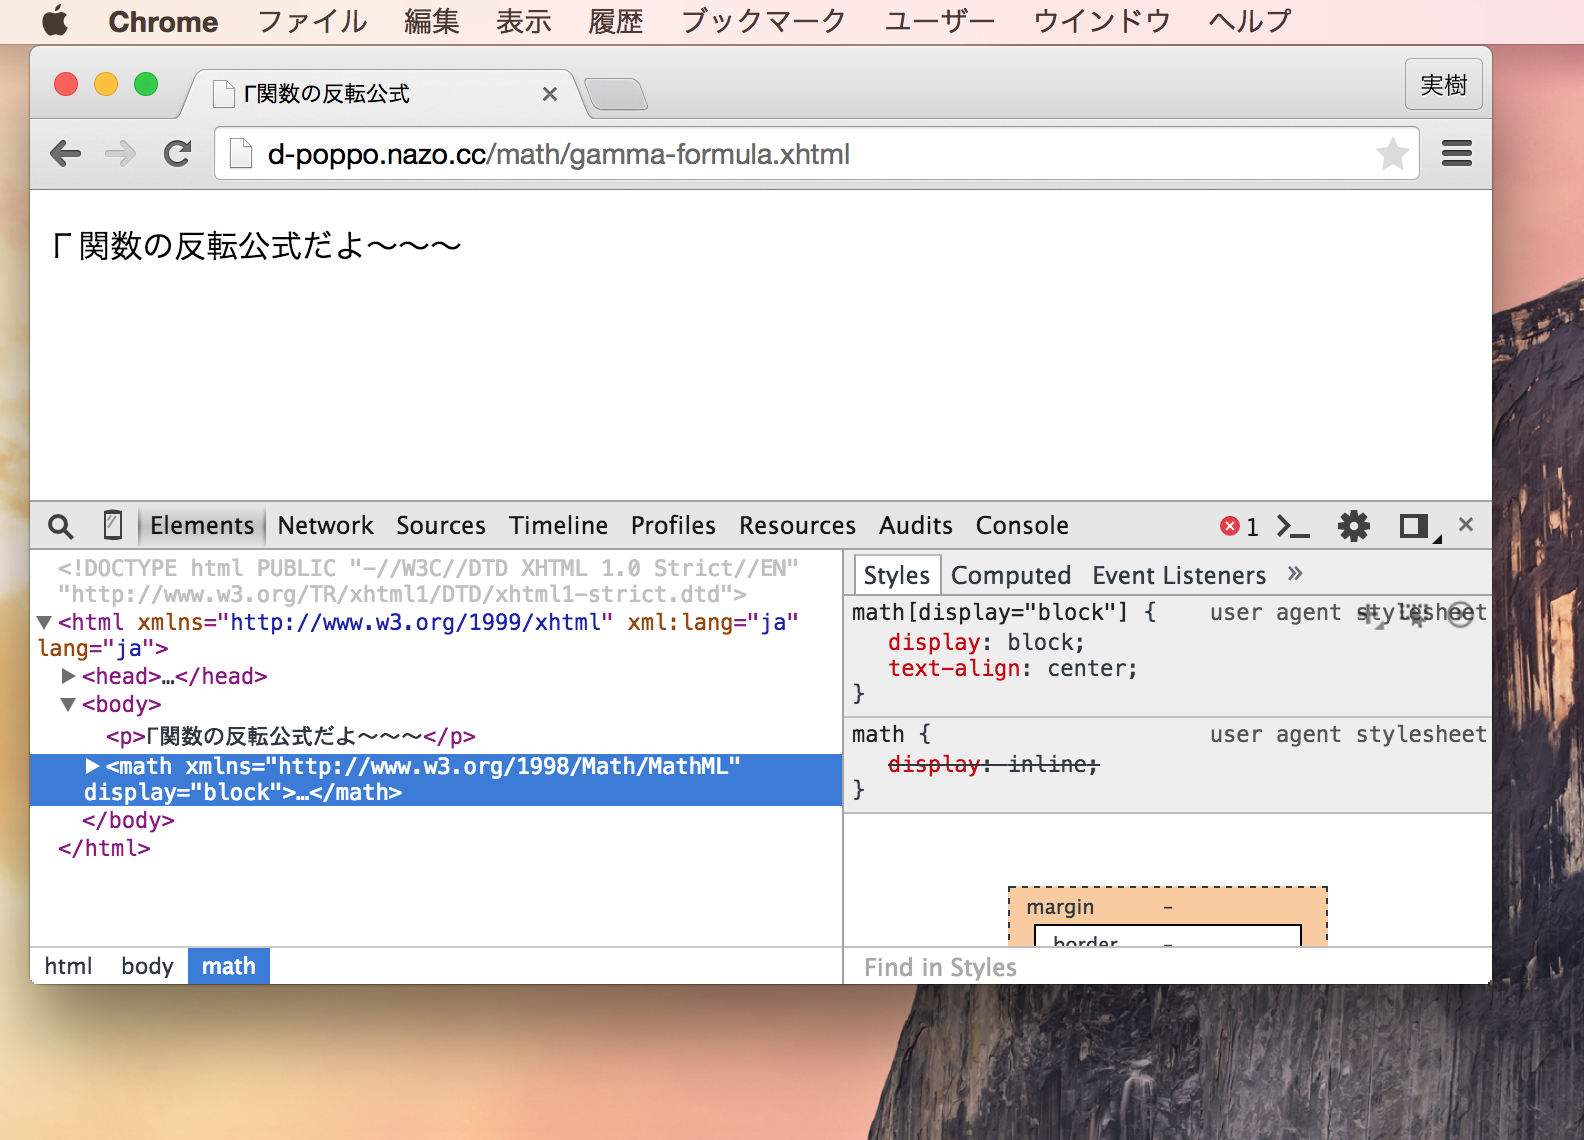 Chrome ファイル 編集 表示 履歴 ブックマーク ユーザー ウインドウ ヘルプ
Γ関数の反転公式
実樹
d-poppo.nazo.cc/math/gamma-formula.xhtml
Γ関数の反転公式だよ〜〜〜
Elements Network Sources Timeline Profiles Resources Audits Console 1
<!DOCTYPE html PUBLIC "-//W3C//DTD XHTML 1.0 Strict//EN"
"http://www.w3.org/TR/xhtml1/DTD/xhtml1-strict.dtd">
▼<html xmlns="http://www.w3.org/1999/xhtml" xml:lang="ja"
lang="ja">
▶<head>…</head>
▼<body>
<p>Γ関数の反転公式だよ〜〜〜</p>
▶<math xmlns="http://www.w3.org/1998/Math/MathML"
display="block">…</math>
</body>
</html>
html body math
Styles Computed Event Listeners »
math[display="block"] { user agent stylesheet
display: block;
text-align: center;
}
math { user agent stylesheet
display: inline;
}
margin -
border -
Find in Styles